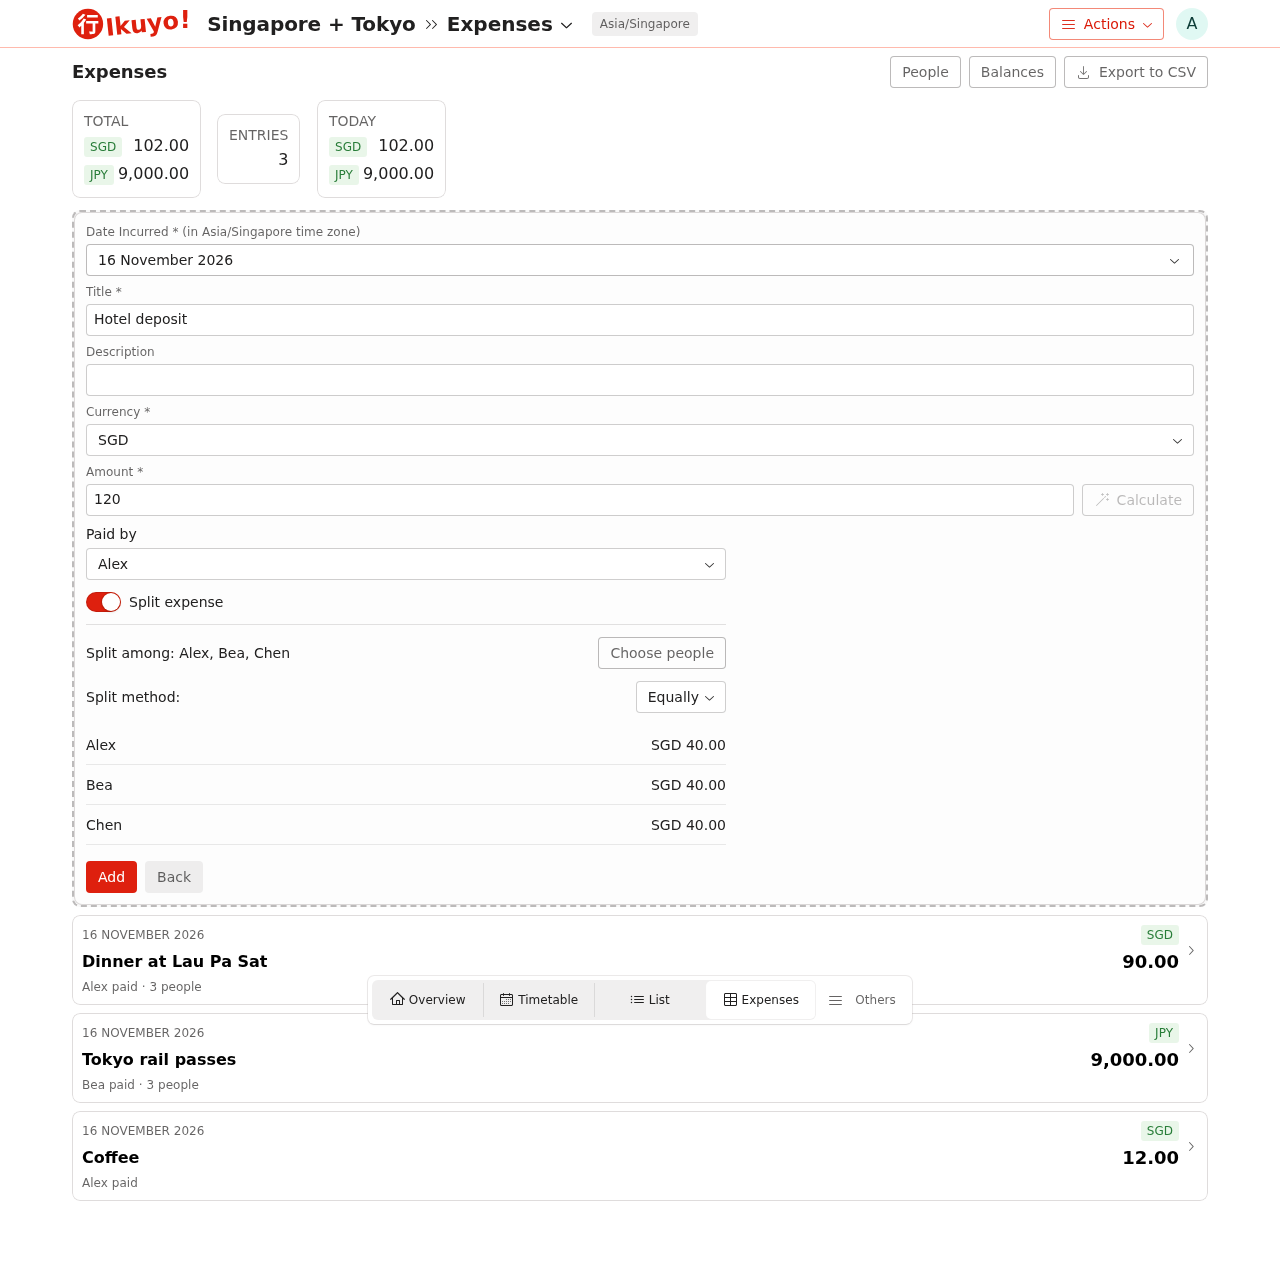 行Ikuyo!
Singapore + Tokyo » Expenses
Asia/Singapore
Actions
A
Expenses
People
Balances
Export to CSV
TOTAL
SGD 102.00
JPY 9,000.00
ENTRIES
3
TODAY
SGD 102.00
JPY 9,000.00
Date Incurred * (in Asia/Singapore time zone)
16 November 2026
Title *
Hotel deposit
Description
Currency *
SGD
Amount *
120
Calculate
Paid by
Alex
Split expense
Split among: Alex, Bea, Chen
Choose people
Split method:
Equally
Alex SGD 40.00
Bea SGD 40.00
Chen SGD 40.00
Add
Back
16 NOVEMBER 2026
SGD
Dinner at Lau Pa Sat
90.00
Alex paid · 3 people
Overview
Timetable
List
Expenses
Others
16 NOVEMBER 2026
JPY
Tokyo rail passes
9,000.00
Bea paid · 3 people
16 NOVEMBER 2026
SGD
Coffee
12.00
Alex paid